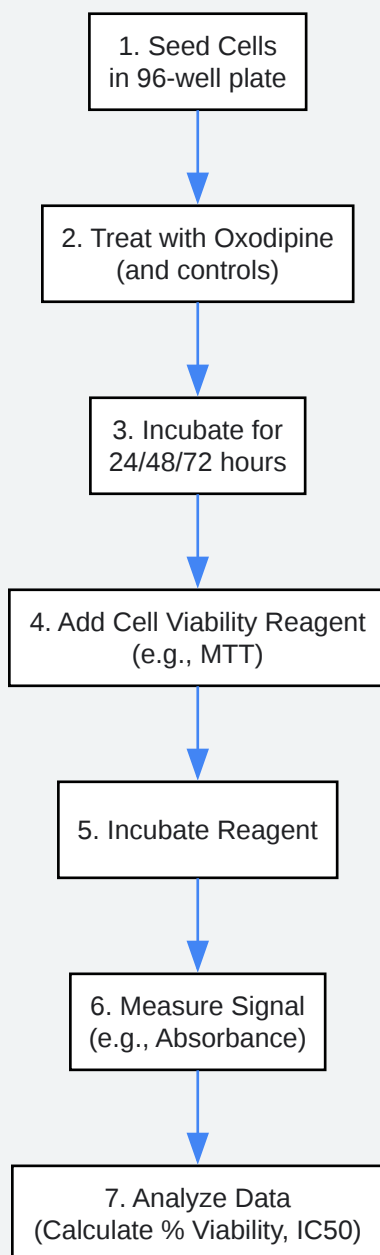 1. Seed Cells
in 96-well plate
2. Treat with Oxodipine
(and controls)
3. Incubate for
24/48/72 hours
4. Add Cell Viability Reagent
(e.g., MTT)
5. Incubate Reagent
6. Measure Signal
(e.g., Absorbance)
7. Analyze Data
(Calculate % Viability, IC50)